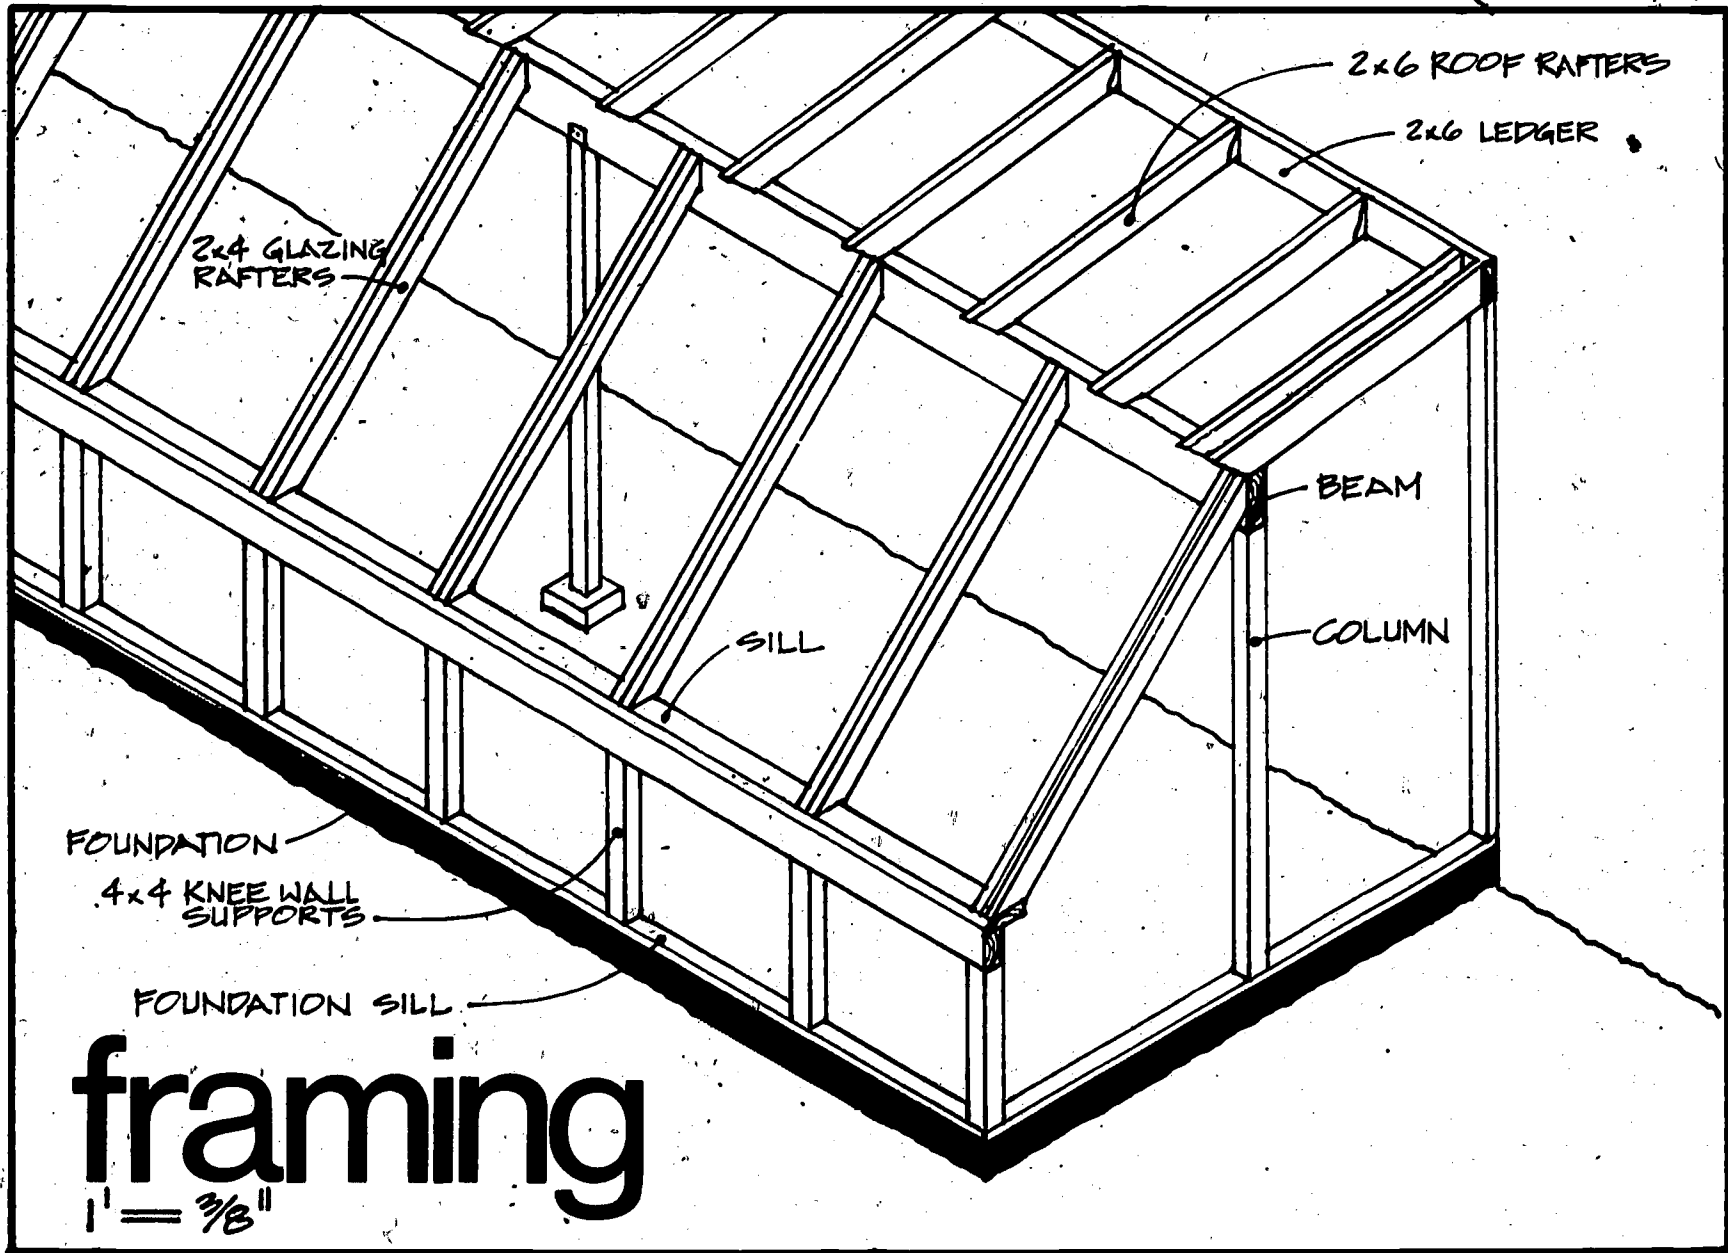 2x6 ROOF RAFTERS
2x6 LEDGER
2x4 GLAZING
RAFTERS
BEAM
COLUMN
SILL
FOUNDATION
4x4 KNEE WALL
SUPPORTS
FOUNDATION SILL
framing
1' = 3/8"